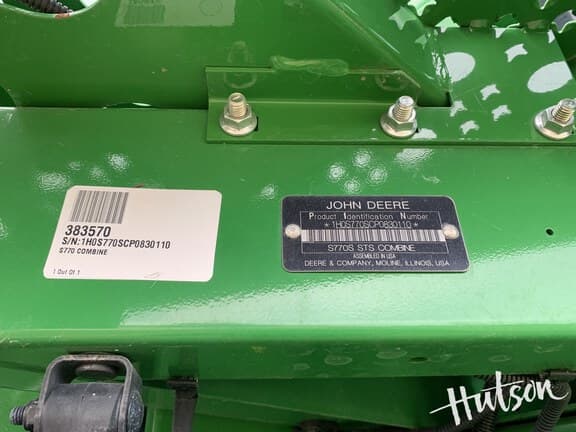 383570
S/N:1H0S770SCP0830110
S770 COMBINE
1 Out Of 1
JOHN DEERE
Product Identification Number
*1H0S770SCP0830110*
S770S STS COMBINE
ASSEMBLED IN USA
DEERE & COMPANY, MOLINE, ILLINOIS, USA
Hutson